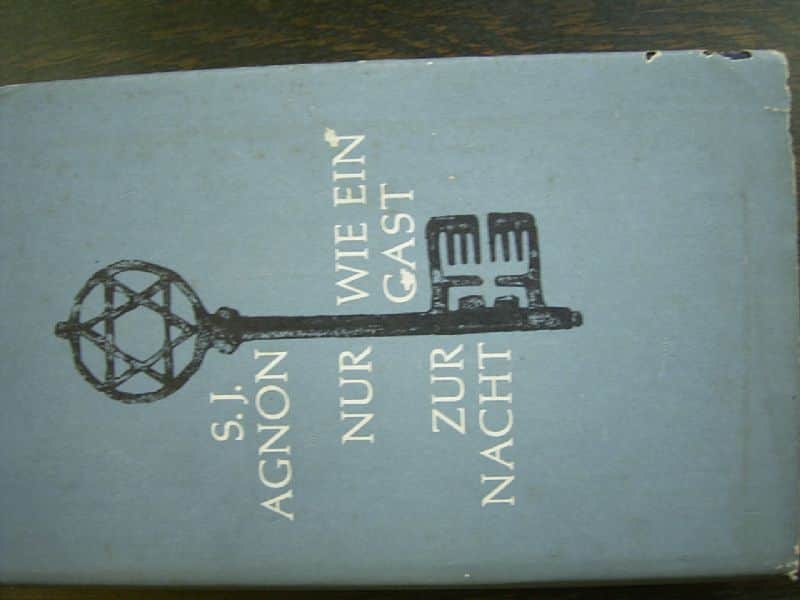 S. J.
AGNON
NUR WIE EIN
GAST
ZUR
NACHT